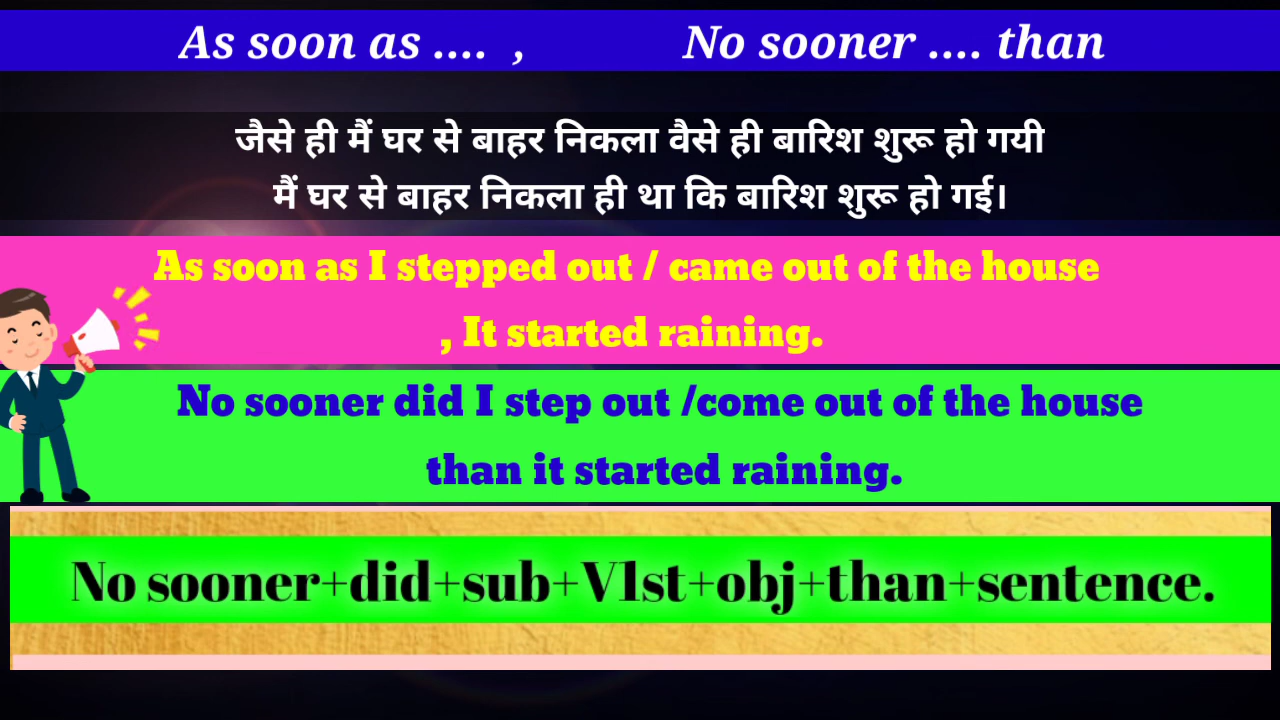 As soon as .... , No sooner .... than
जैसे ही मैं घर से बाहर निकला वैसे ही बारिश शुरू हो गयी
मैं घर से बाहर निकला ही था कि बारिश शुरू हो गई।
As soon as I stepped out / came out of the house
, It started raining.
No sooner did I step out /come out of the house
than it started raining.
No sooner+did+sub+V1st+obj+than+sentence.